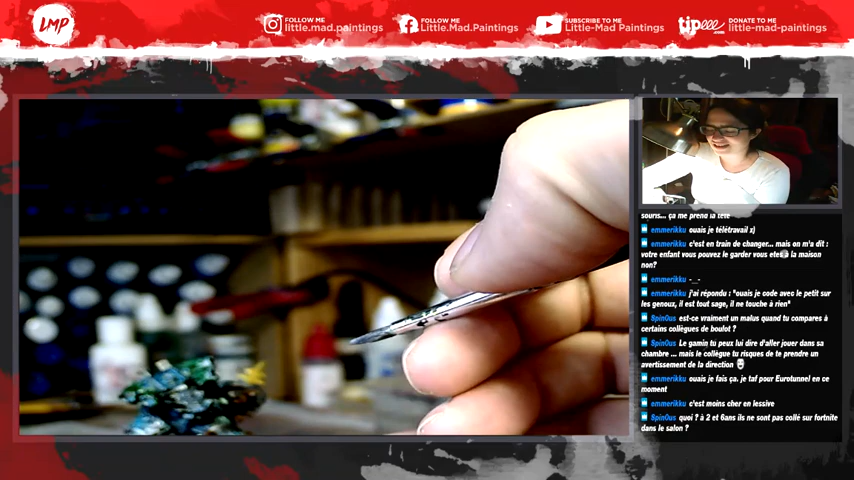 LMP
FOLLOW ME
little.mad.paintings
FOLLOW ME
Little.Mad.Paintings
SUBSCRIBE TO ME
Little-Mad Paintings
tipeee
.com
DONATE TO ME
little-mad-paintings
souris... ça me prend la tête
emmerikku ouais je télétravail x)
emmerikku c'est en train de changer... mais on m'a dit :
votre enfant vous pouvez le garder vous etes à la maison
non?
emmerikku -_-
emmerikku j'ai répondu : "ouais je code avec le petit sur
les genoux, il est tout sage, il ne touche à rien"
Spin0us est-ce vraiment un malus quand tu compares à
certains collègues de boulot ?
Spin0us Le gamin tu peux lui dire d'aller jouer dans sa
chambre ... mais le collègue tu risques de te prendre un
avertissement de la direction
emmerikku ouais je fais ça. je taf pour Eurotunnel en ce
moment
emmerikku c'est moins cher en lessive
Spin0us quoi ? à 2 et 6ans ils ne sont pas collé sur fortnite
dans le salon ?